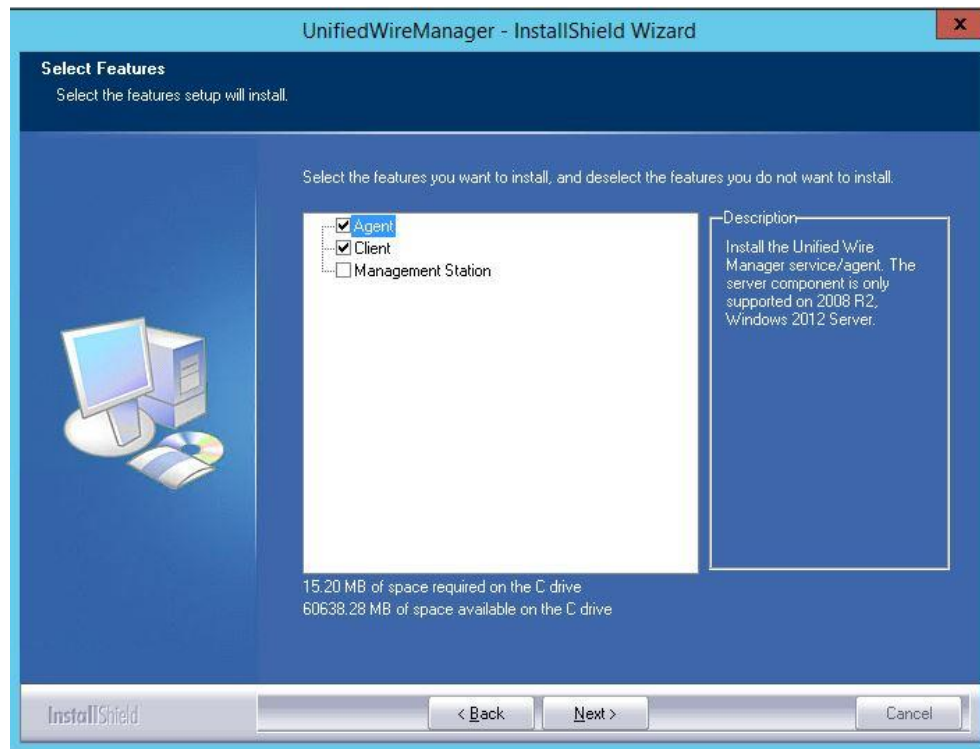 UnifiedWireManager - InstallShield Wizard
x
Select Features
Select the features setup will install.
Select the features you want to install, and deselect the features you do not want to install.
Agent
Client
Management Station
Description
Install the Unified Wire
Manager service/agent. The
server component is only
supported on 2008 R2,
Windows 2012 Server.
15.20 MB of space required on the C drive
60638.28 MB of space available on the C drive
InstallShield
< Back
Next >
Cancel